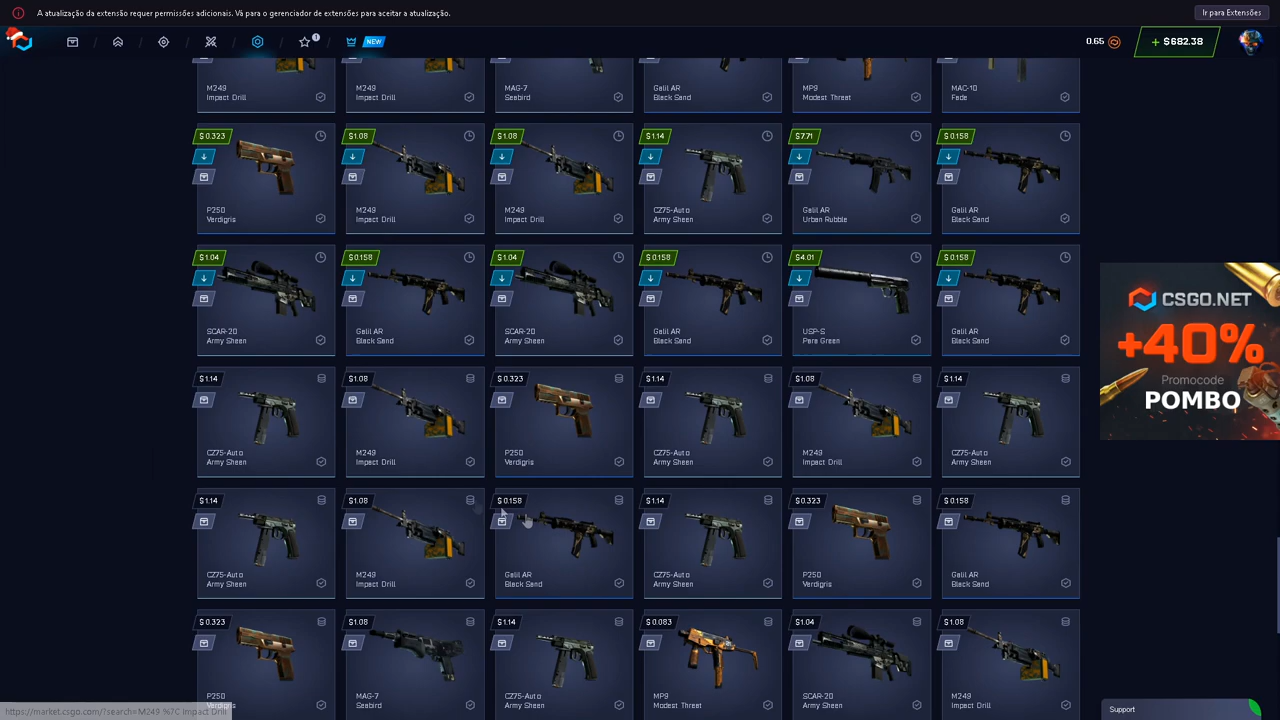 A atualização da extensão requer permissões adicionais. Vá para o gerenciador de extensões para aceitar a atualização.
Ir para Extensões
NEW
0.65
+ $682.38
1
M249
Impact Drill
M249
Impact Drill
MAG-7
Seabird
Galil AR
Black Sand
MP9
Modest Threat
MAC-10
Fade
$ 0.323
P250
Verdigris
$ 1.08
M249
Impact Drill
$ 1.08
M249
Impact Drill
$ 1.14
CZ75-Auto
Army Sheen
$ 7.71
Galil AR
Urban Rubble
$ 0.158
Galil AR
Black Sand
$ 1.04
SCAR-20
Army Sheen
$ 0.158
Galil AR
Black Sand
$ 1.04
SCAR-20
Army Sheen
$ 0.158
Galil AR
Black Sand
$ 4.01
USP-S
Para Green
$ 0.158
Galil AR
Black Sand
$ 1.14
CZ75-Auto
Army Sheen
$ 1.08
M249
Impact Drill
$ 0.323
P250
Verdigris
$ 1.14
CZ75-Auto
Army Sheen
$ 1.08
M249
Impact Drill
$ 1.14
CZ75-Auto
Army Sheen
$ 1.14
CZ75-Auto
Army Sheen
$ 1.08
M249
Impact Drill
$ 0.158
Galil AR
Black Sand
$ 1.14
CZ75-Auto
Army Sheen
$ 0.323
P250
Verdigris
$ 0.158
Galil AR
Black Sand
$ 0.323
P250
Verdigris
$ 1.08
MAG-7
Seabird
$ 1.14
CZ75-Auto
Army Sheen
$ 0.083
MP9
Modest Threat
$ 1.04
SCAR-20
Army Sheen
$ 1.08
M249
Impact Drill
CSGO.NET
+40%
Promocode
POMBO
https://market.csgo.com/?search=M249 %7C Impact Drill
Support